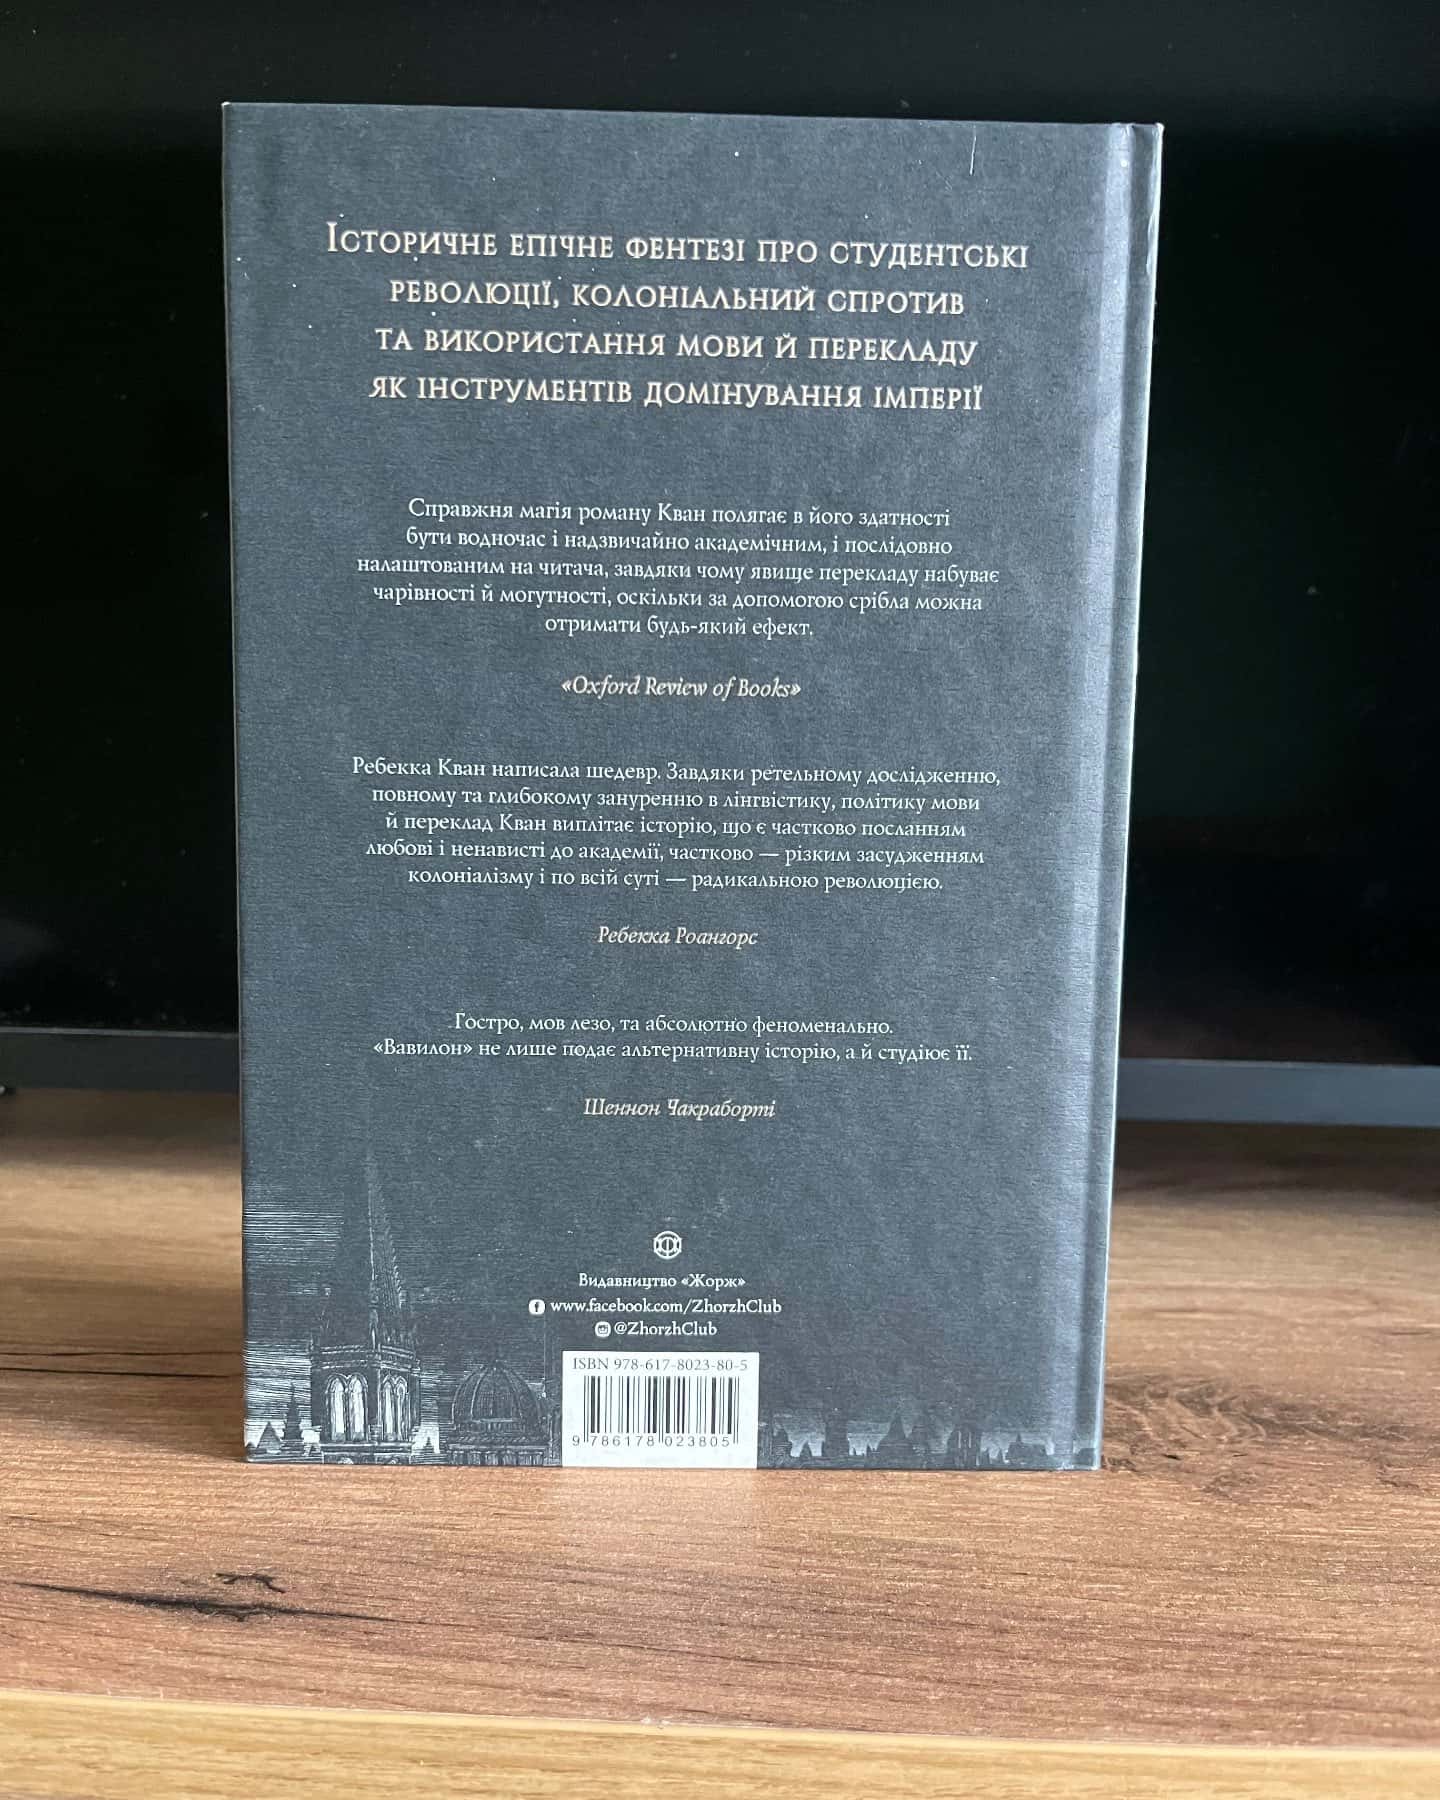 Історичне епічне фентезі про студентські
революції, колоніальний спротив
та використання мови й перекладу
як інструментів домінування імперії
Справжня магія роману Кван полягає в його здатності
бути водночас і надзвичайно академічним, і послідовно
налаштованим на читача, завдяки чому явище перекладу набуває
чарівності й могутності, оскільки за допомогою срібла можна
отримати будь-який ефект.
«Oxford Review of Books»
Ребекка Кван написала шедевр. Завдяки ретельному дослідженню,
повному та глибокому зануренню в лінгвістику, політику мови
й переклад Кван виплітає історію, що є частково посланням
любові і ненависті до академії, частково — різким засудженням
колоніалізму і по всій суті — радикальною революцією.
Ребекка Роангорс
Гостро, мов лезо, та абсолютно феноменально.
«Вавилон» не лише подає альтернативну історію, а й студіює її.
Шеннон Чакраборті
Видавництво «Жорж»
www.facebook.com/ZhorzhClub
@ZhorzhClub
ISBN 978-617-8023-80-5
9 786178 023805